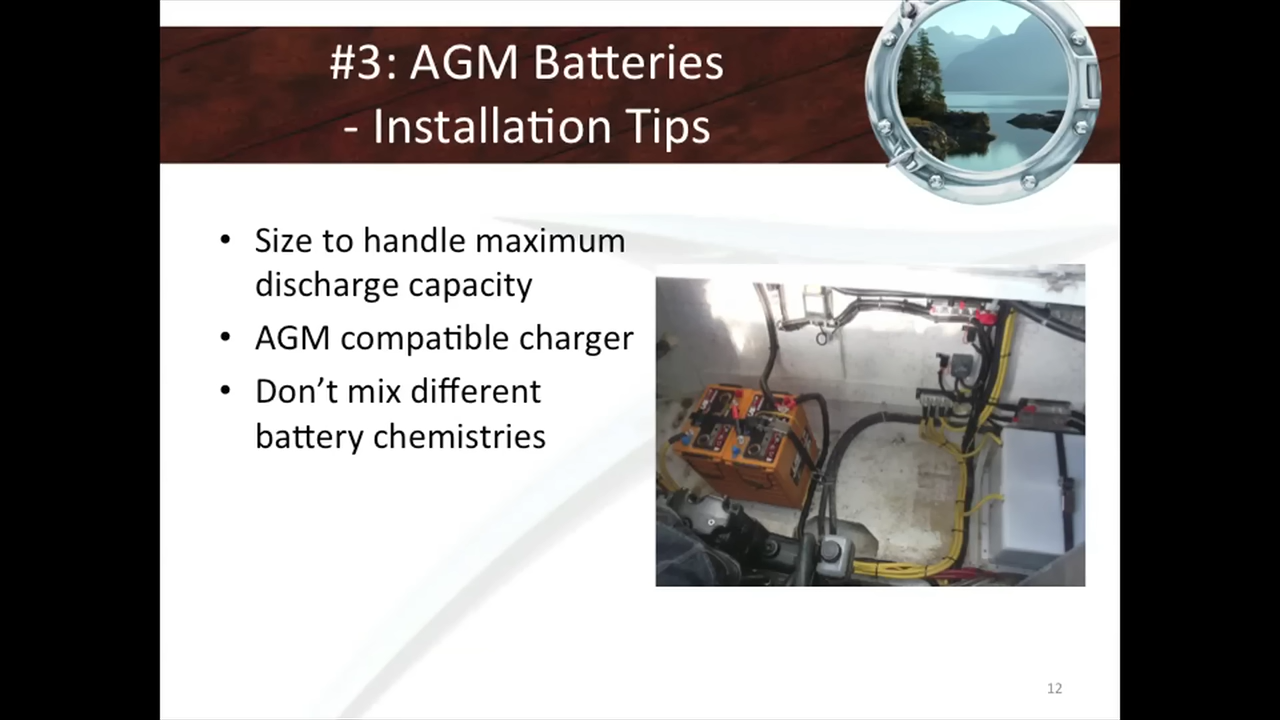 #3: AGM Batteries
- Installation Tips
• Size to handle maximum
discharge capacity
• AGM compatible charger
• Don’t mix different
battery chemistries
12